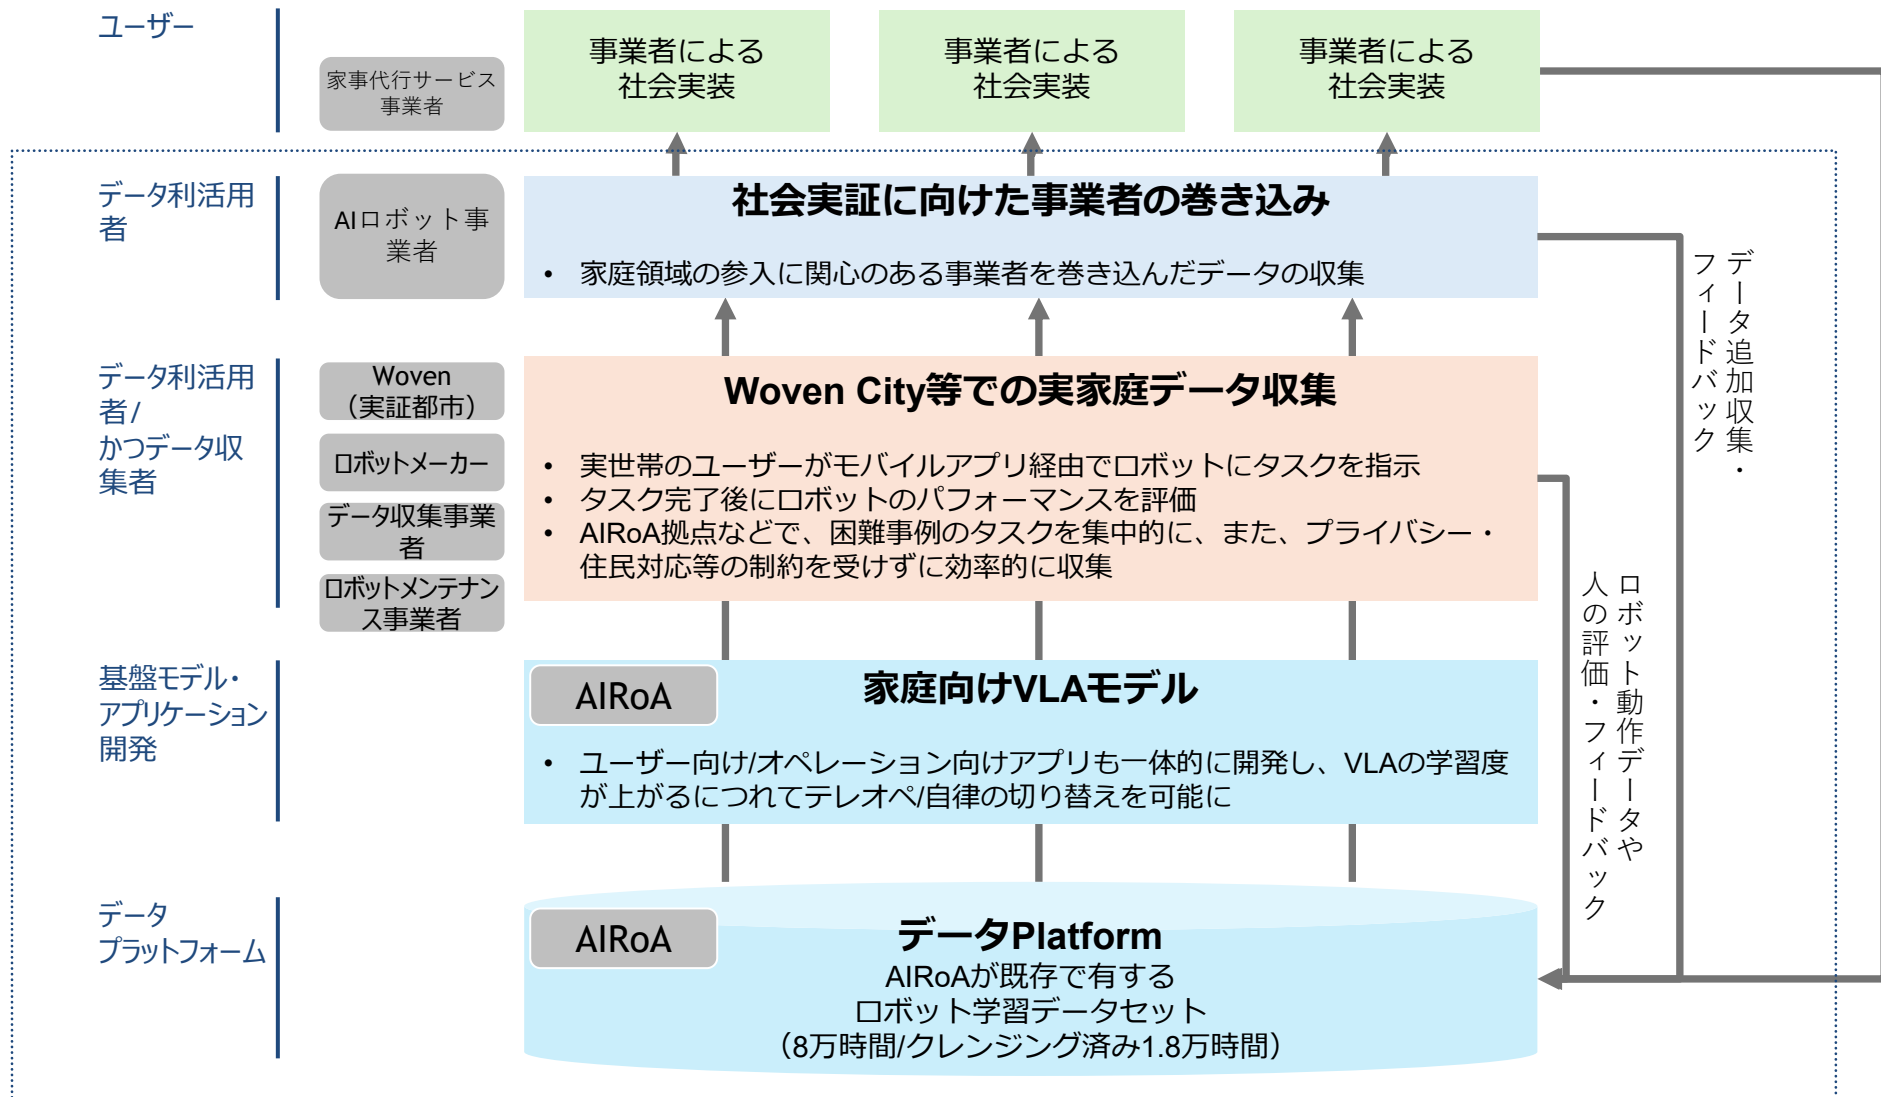 ユーザー
家事代行サービス
事業者
事業者による
社会実装
事業者による
社会実装
事業者による
社会実装
データ利活用
者
AIロボット事
業者
社会実証に向けた事業者の巻き込み
• 家庭領域の参入に関心のある事業者を巻き込んだデータの収集
データ追加収集・
フィードバック
データ利活用
者/
かつデータ収
集者
Woven
（実証都市）
ロボットメーカー
データ収集事業
者
ロボットメンテナン
ス事業者
Woven City等での実家庭データ収集
• 実世帯のユーザーがモバイルアプリ経由でロボットにタスクを指示
• タスク完了後にロボットのパフォーマンスを評価
• AIRoA拠点などで、困難事例のタスクを集中的に、また、プライバシー・
住民対応等の制約を受けずに効率的に収集
ロボット動作データや
人の評価・フィードバック
基盤モデル・
アプリケーション
開発
AIRoA
家庭向けVLAモデル
• ユーザー向け/オペレーション向けアプリも一体的に開発し、VLAの学習度
が上がるにつれてテレオペ/自律の切り替えを可能に
データ
プラットフォーム
AIRoA
データPlatform
AIRoAが既存で有する
ロボット学習データセット
（8万時間/クレンジング済み1.8万時間）